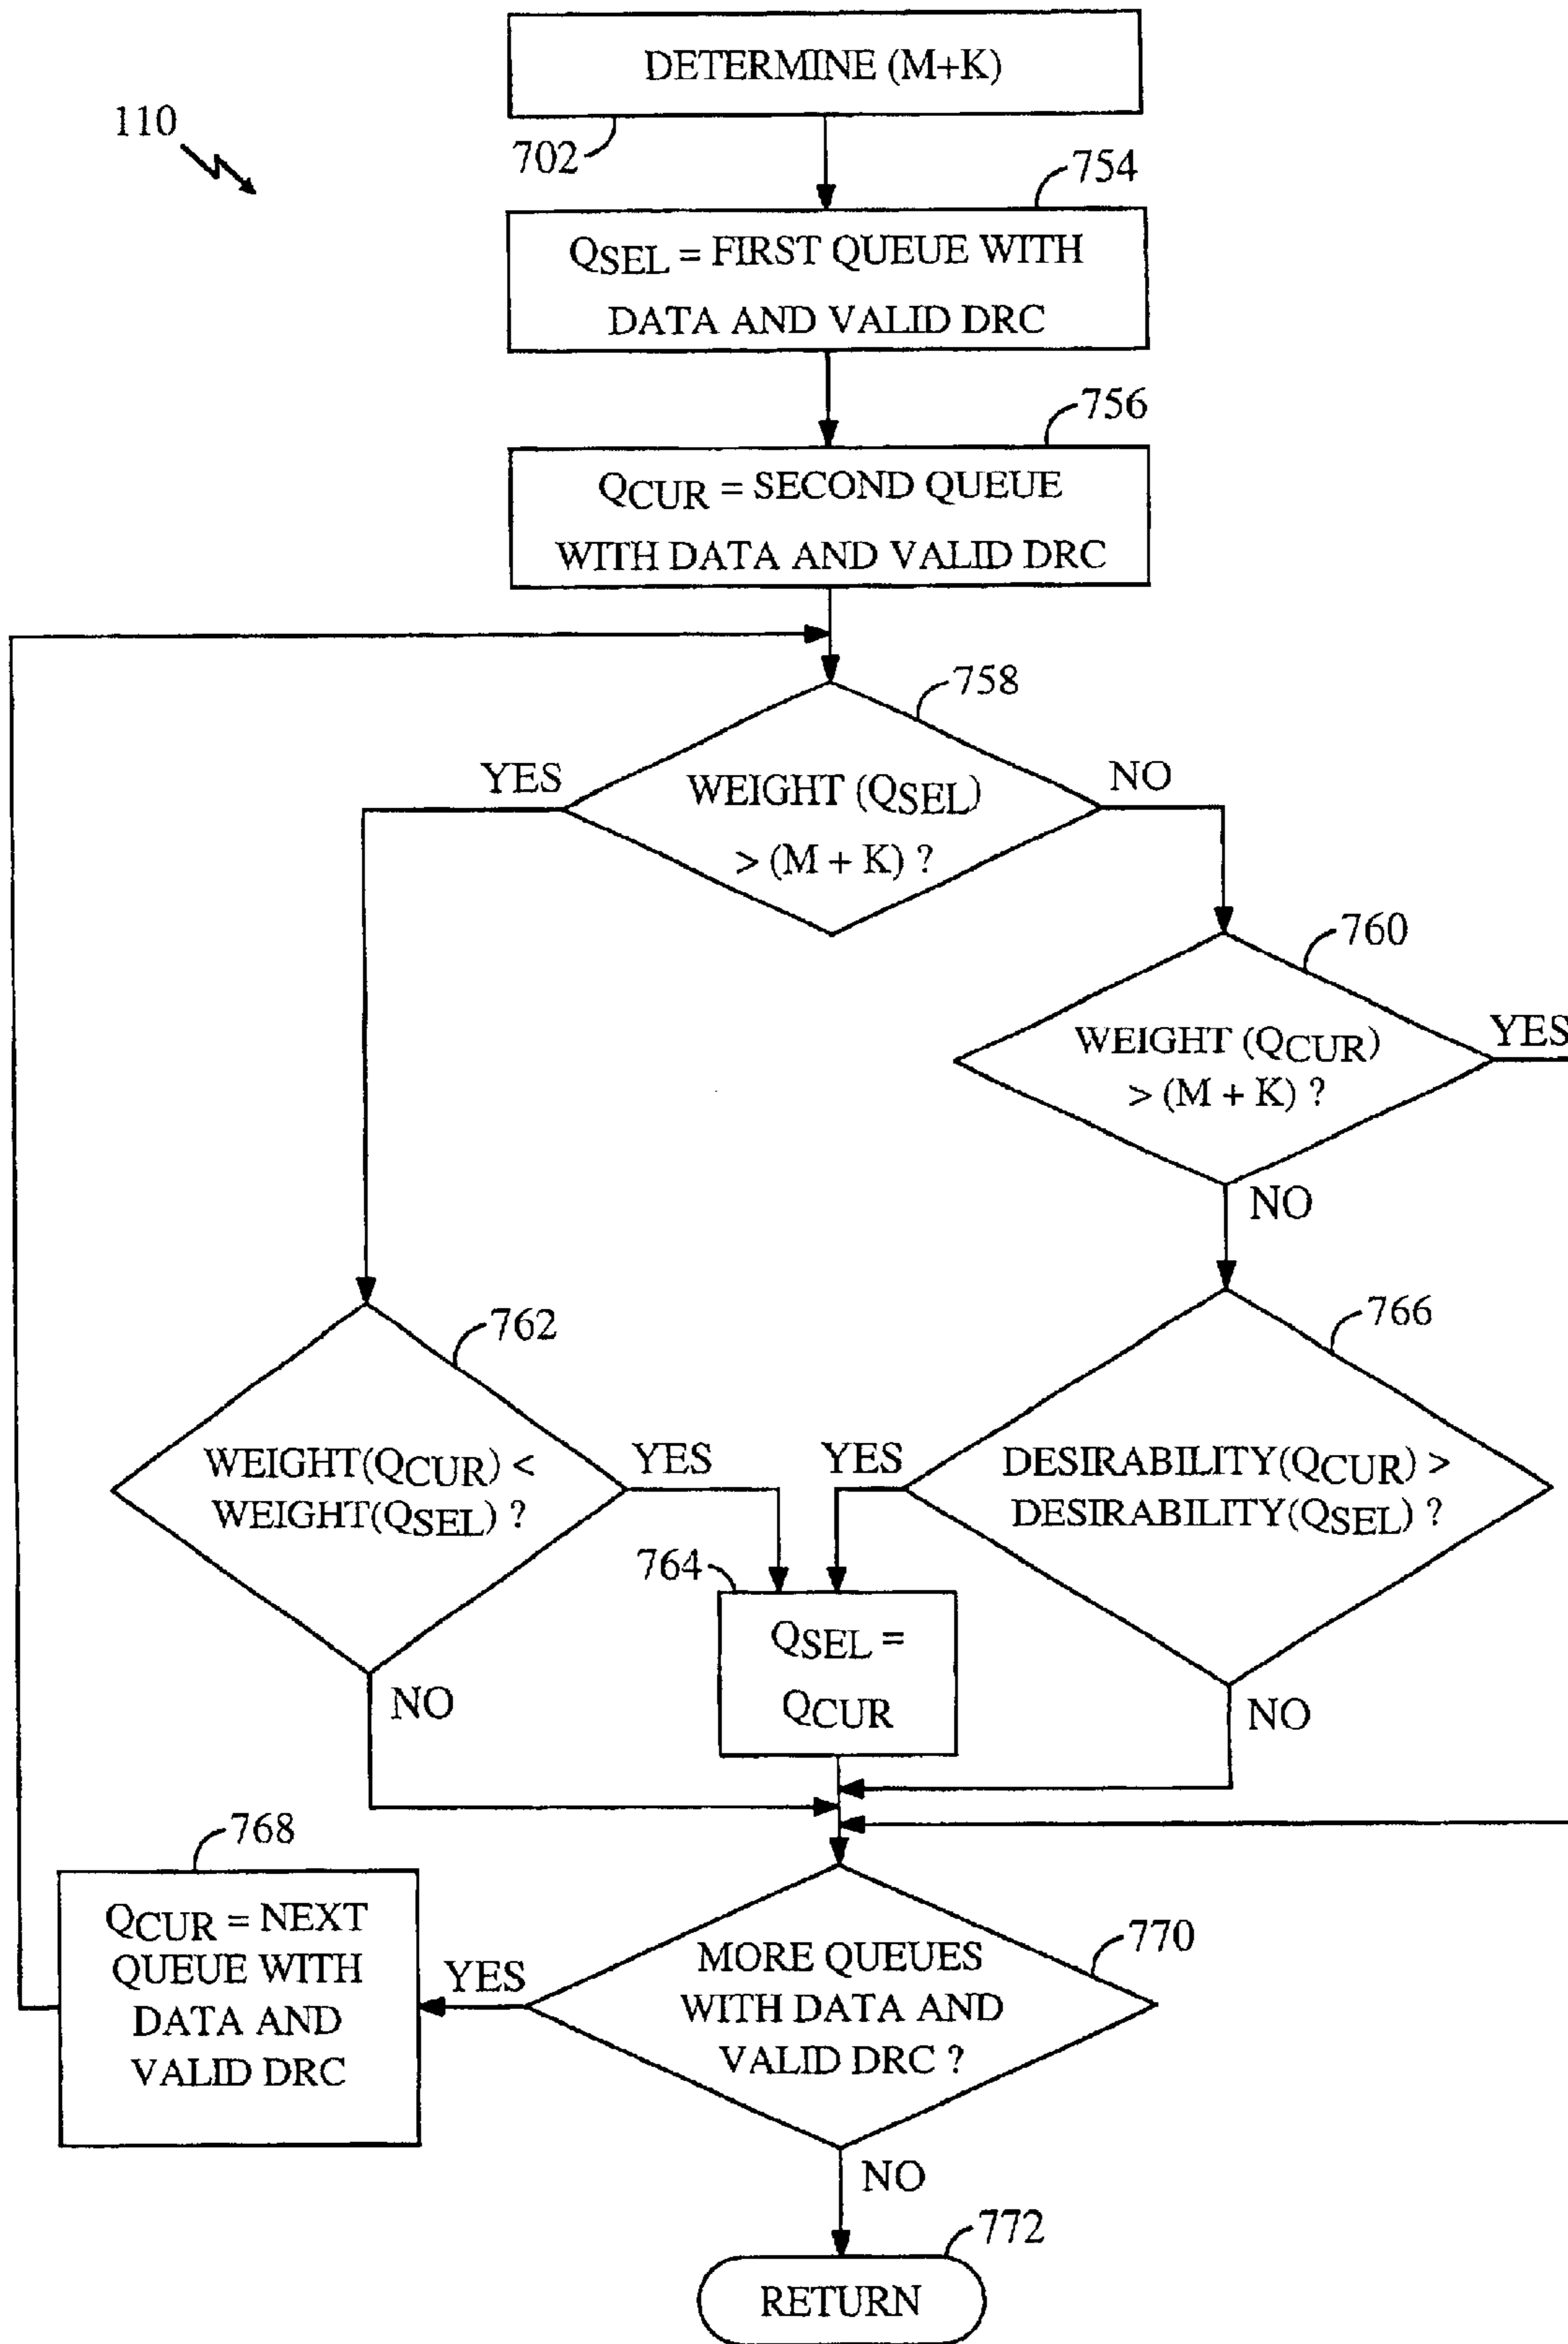 DETERMINE (M+K)
110
702
754
QSEL = FIRST QUEUE WITH
DATA AND VALID DRC
756
QCUR = SECOND QUEUE
WITH DATA AND VALID DRC
758
YES
WEIGHT (QSEL)
> (M + K) ?
NO
760
WEIGHT (QCUR)
> (M + K) ?
YES
NO
762
766
WEIGHT(QCUR) <
WEIGHT(QSEL) ?
YES
YES
DESIRABILITY(QCUR) >
DESIRABILITY(QSEL) ?
764
QSEL =
QCUR
NO
NO
768
QCUR = NEXT
QUEUE WITH
DATA AND
VALID DRC
YES
770
MORE QUEUES
WITH DATA AND
VALID DRC ?
NO
772
RETURN